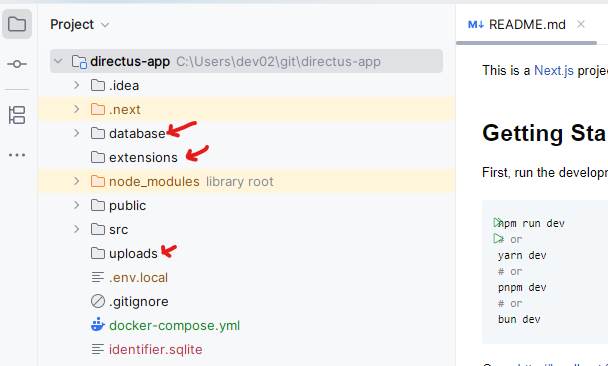 Project
directus-app C:\Users\dev02\git\directus-app
.idea
.next
database
extensions
node_modules library root
public
src
uploads
.env.local
.gitignore
docker-compose.yml
identifier.sqlite
M↓ README.md
This is a Next.js proje
Getting Sta
First, run the developm
npm run dev
# or
yarn dev
# or
pnpm dev
# or
bun dev